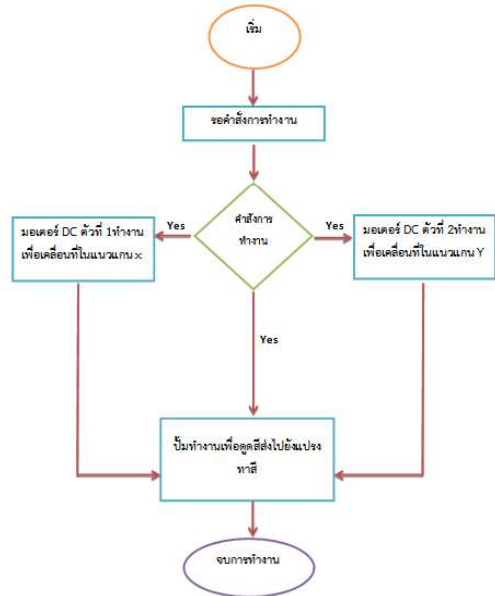 เริ่ม
รอคำสั่งการทำงาน
คำสั่งการ
ทำงาน
Yes
Yes
มอเตอร์ DC ตัวที่ 1ทำงาน
เพื่อเคลื่อนที่ในแนวแกน x
มอเตอร์ DC ตัวที่ 2ทำงาน
เพื่อเคลื่อนที่ในแนวแกน Y
Yes
ปั๊มทำงานเพื่อดูดสีส่งไปยังแปรง
ทาสี
จบการทำงาน